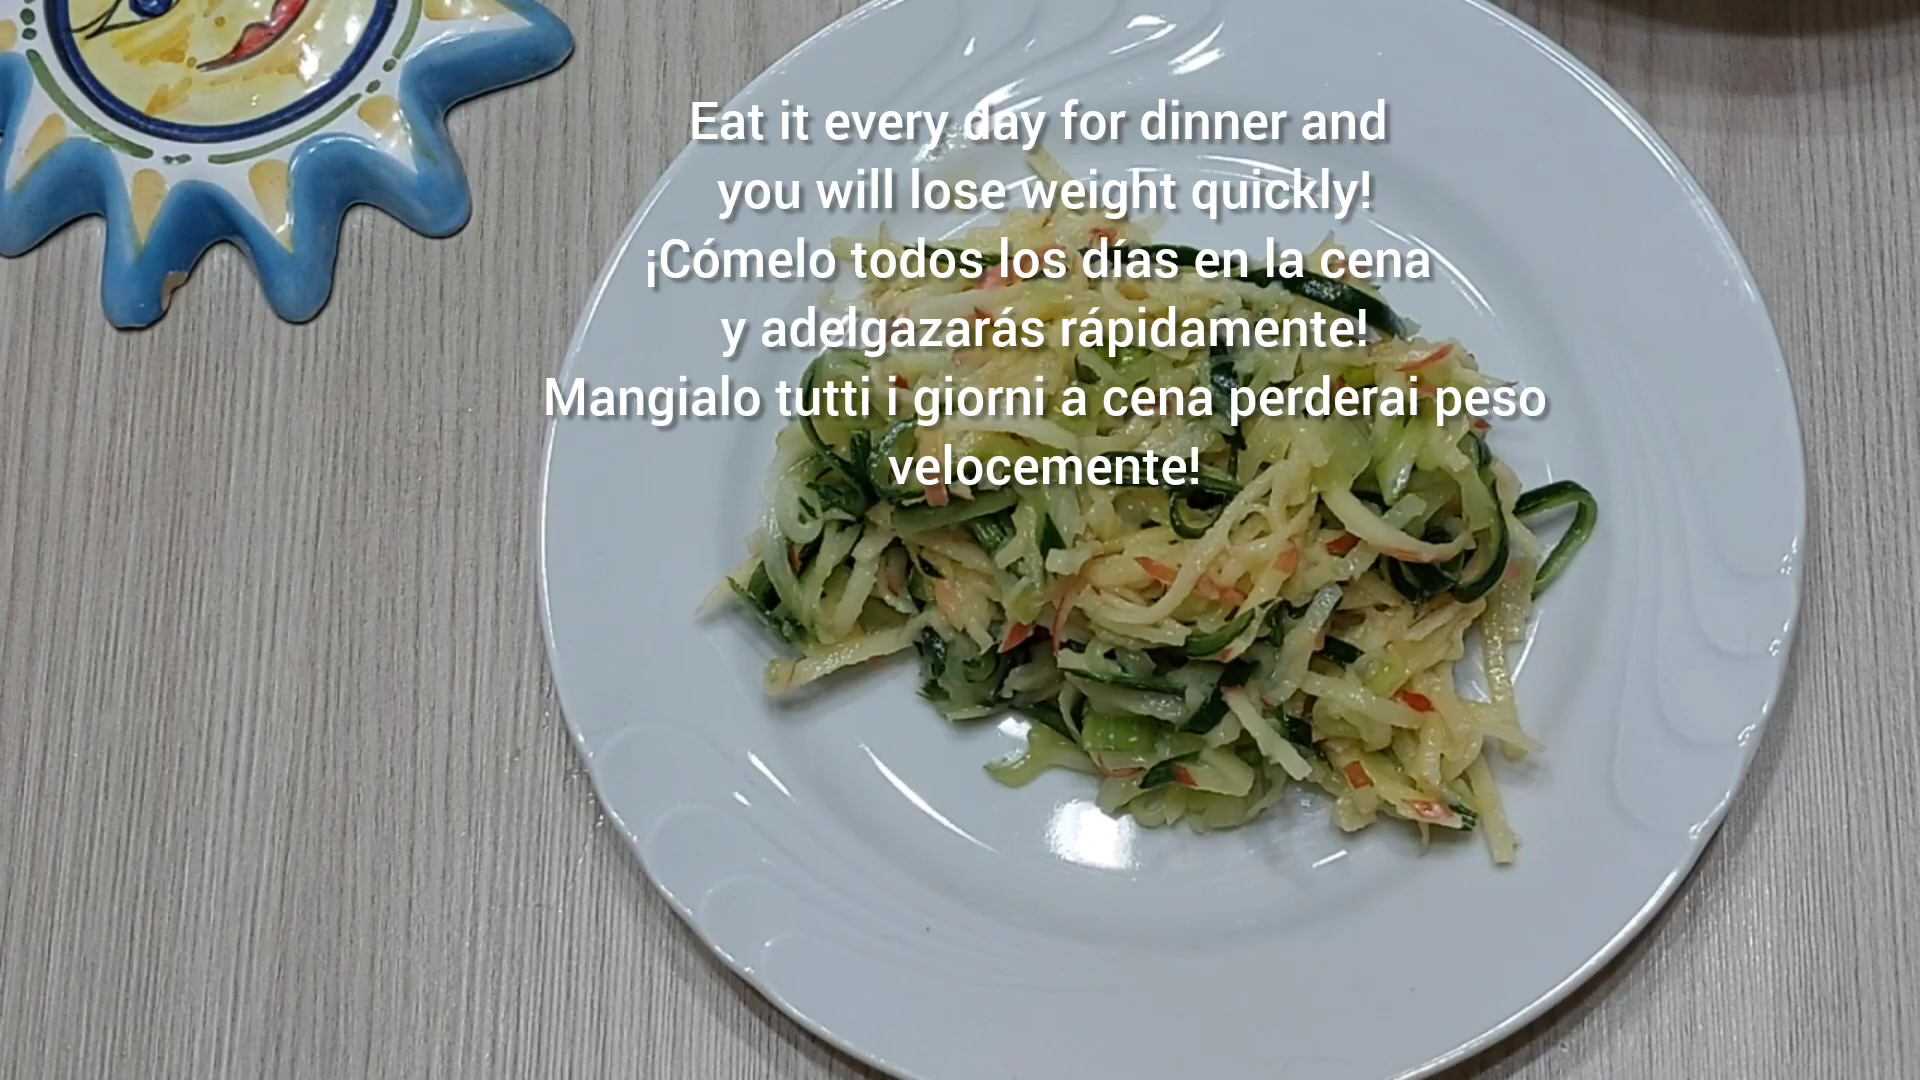 Eat it every day for dinner and
you will lose weight quickly!
¡Cómelo todos los días en la cena
y adelgazarás rápidamente!
Mangialo tutti i giorni a cena perderai peso
velocemente!